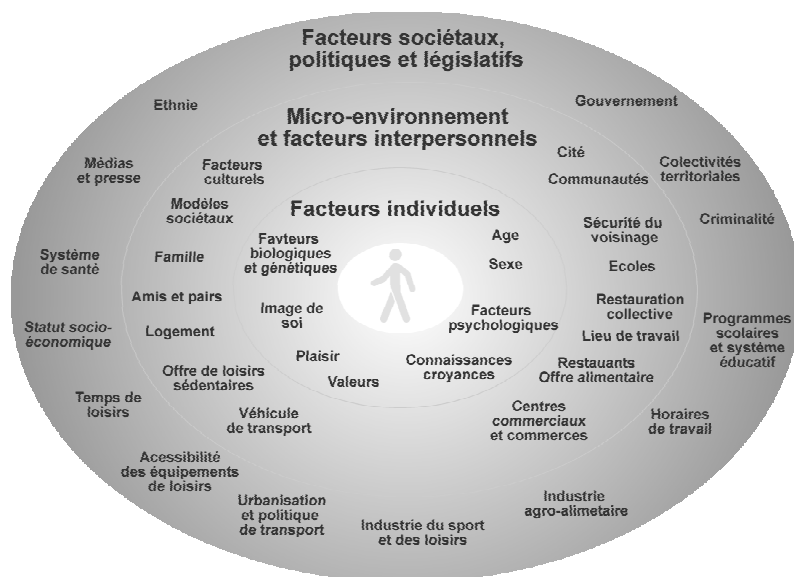 Facteurs sociétaux,
politiques et législatifs
Ethnie
Gouvernement
Micro-environnement
et facteurs interpersonnels
Médias
et presse
Facteurs
culturels
Cité
Communautés
Colectivités
territoriales
Modèles
sociétaux
Facteurs individuels
Sécurité du
voisinage
Criminalité
Système
de santé
Famille
Favteurs
biologiques
et génétiques
Age
Sexe
Ecoles
Amis et pairs
Image de
soi
Facteurs
psychologiques
Restauration
collective
Statut socio-
économique
Logement
Lieu de travail
Programmes
scolaires
et système
éducatif
Plaisir
Valeurs
Connaissances
croyances
Restauants
Offre alimentaire
Offre de loisirs
sédentaires
Temps de
loisirs
Véhicule
de transport
Centres
commerciaux
et commerces
Horaires
de travail
Acessibilité
des équipements
de loisirs
Urbanisation
et politique
de transport
Industrie du sport
et des loisirs
Industrie
agro-alimetaire